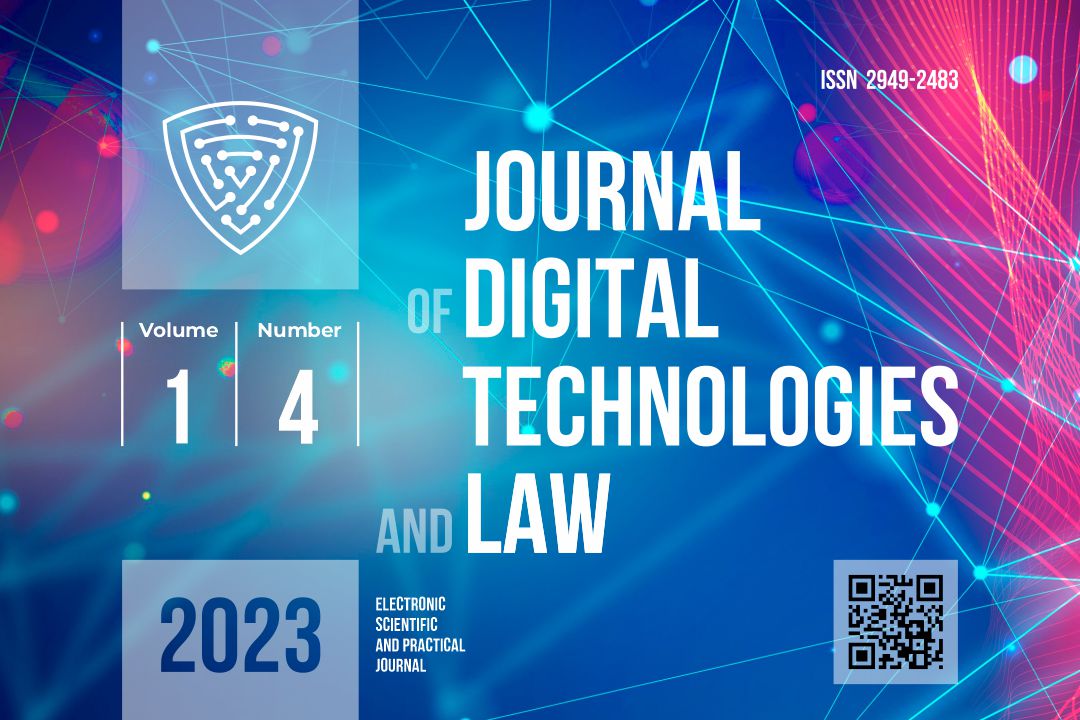 ISSN 2949-2483
JOURNAL
OF DIGITAL
TECHNOLOGIES
AND LAW
Volume
1
Number
4
2023
ELECTRONIC
SCIENTIFIC
AND PRACTICAL
JOURNAL